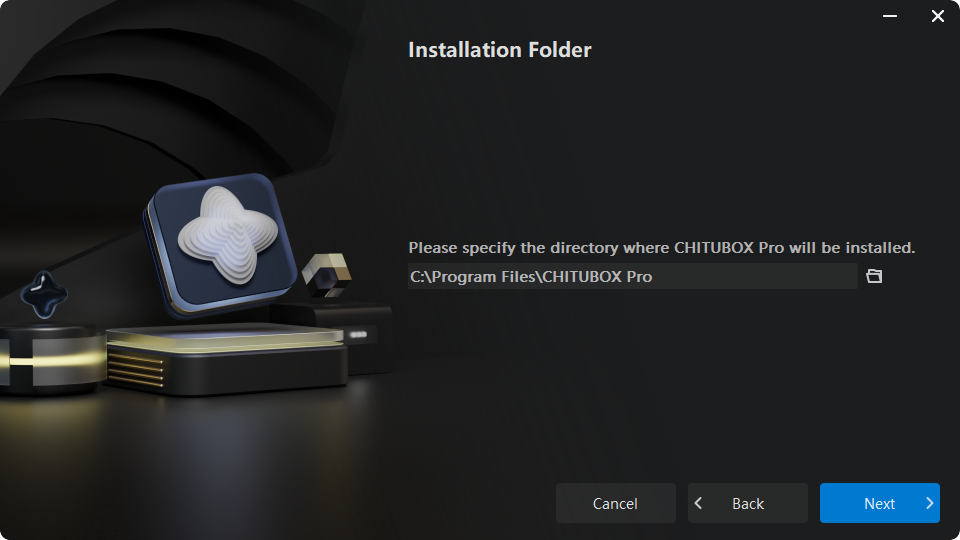 Installation Folder
Please specify the directory where CHITUBOX Pro will be installed.
C:\Program Files\CHITUBOX Pro
Cancel
Back
Next